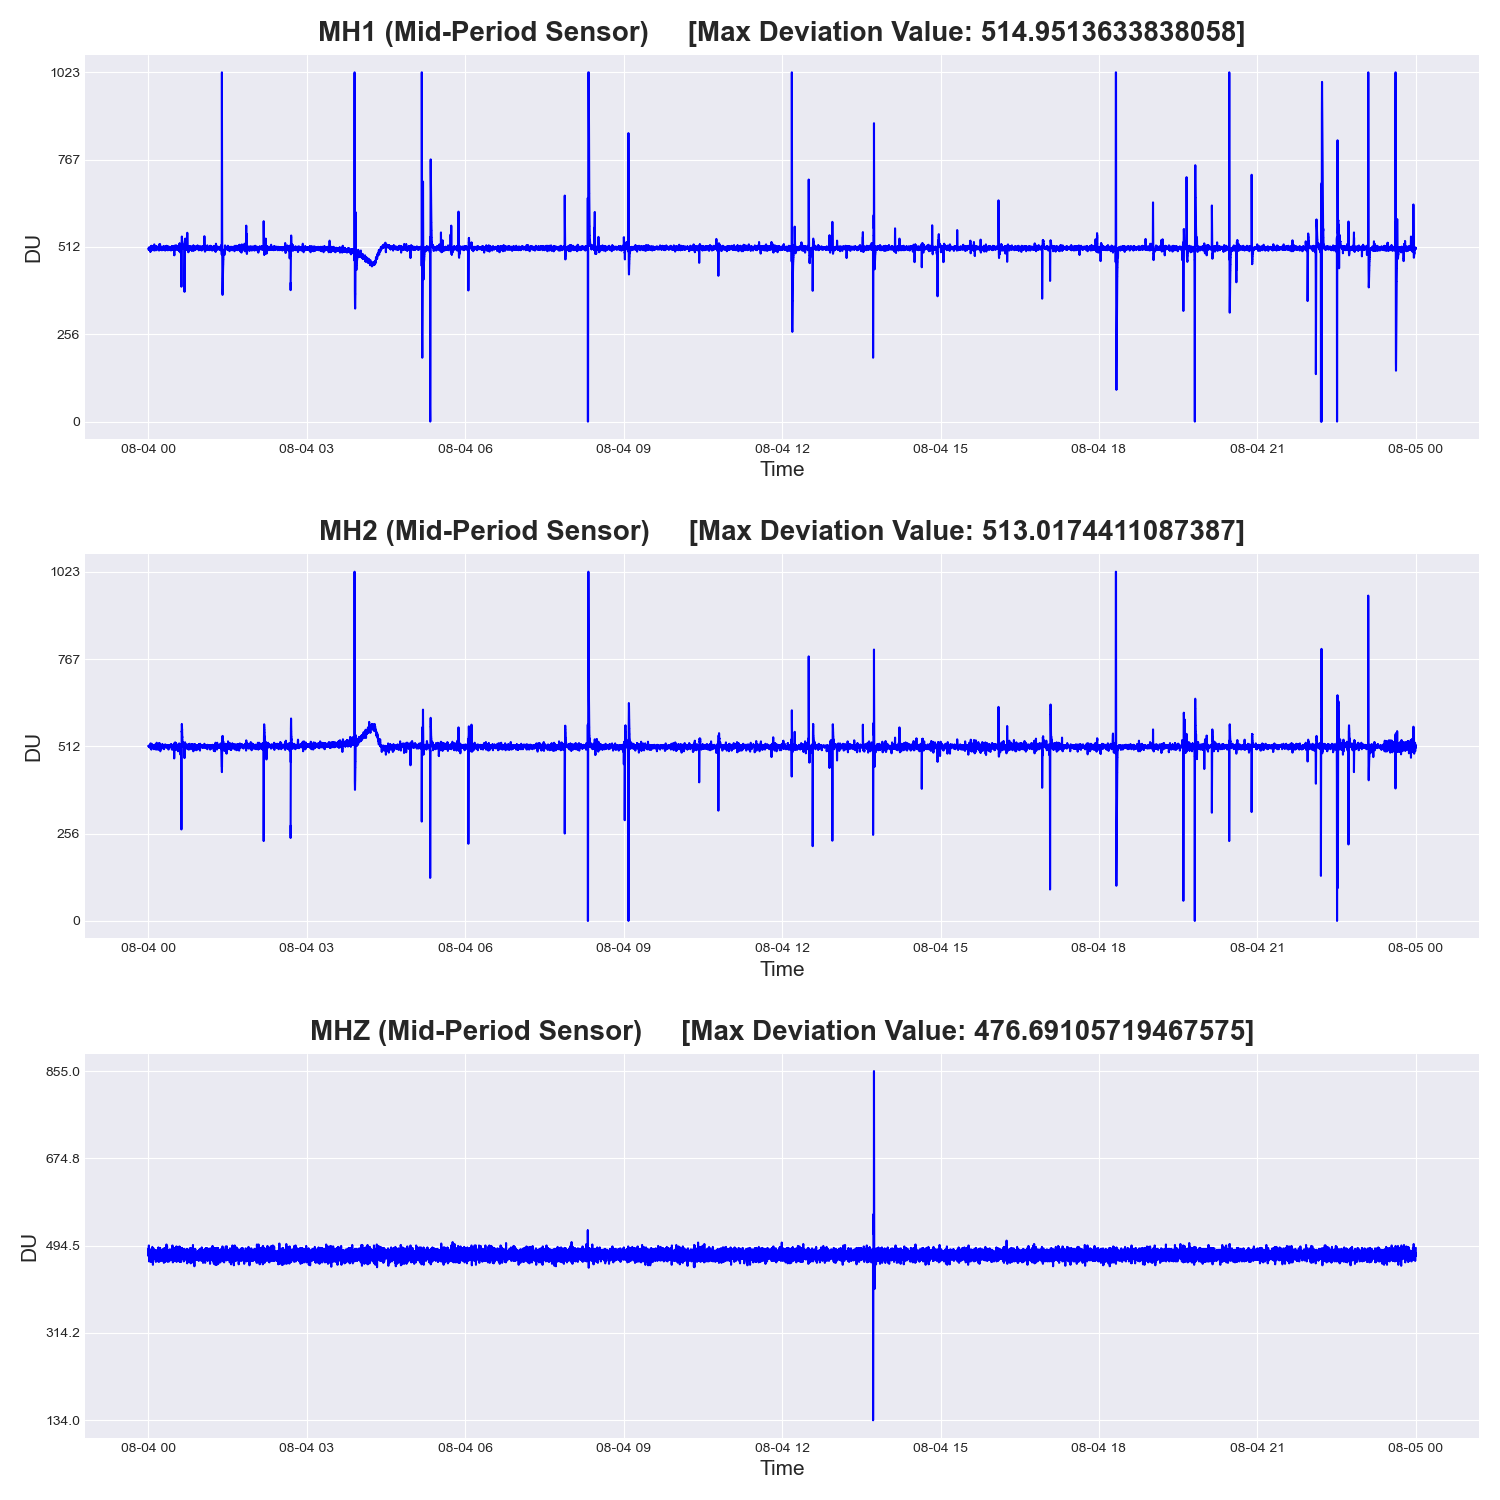 MH1 (Mid-Period Sensor) [Max Deviation Value: 514.9513633838058]
1023
767
512
256
0
DU
08-04 00 08-04 03 08-04 06 08-04 09 08-04 12 08-04 15 08-04 18 08-04 21 08-05 00
Time
MH2 (Mid-Period Sensor) [Max Deviation Value: 513.0174411087387]
1023
767
512
256
0
DU
08-04 00 08-04 03 08-04 06 08-04 09 08-04 12 08-04 15 08-04 18 08-04 21 08-05 00
Time
MHZ (Mid-Period Sensor) [Max Deviation Value: 476.69105719467575]
855.0
674.8
494.5
314.2
134.0
DU
08-04 00 08-04 03 08-04 06 08-04 09 08-04 12 08-04 15 08-04 18 08-04 21 08-05 00
Time